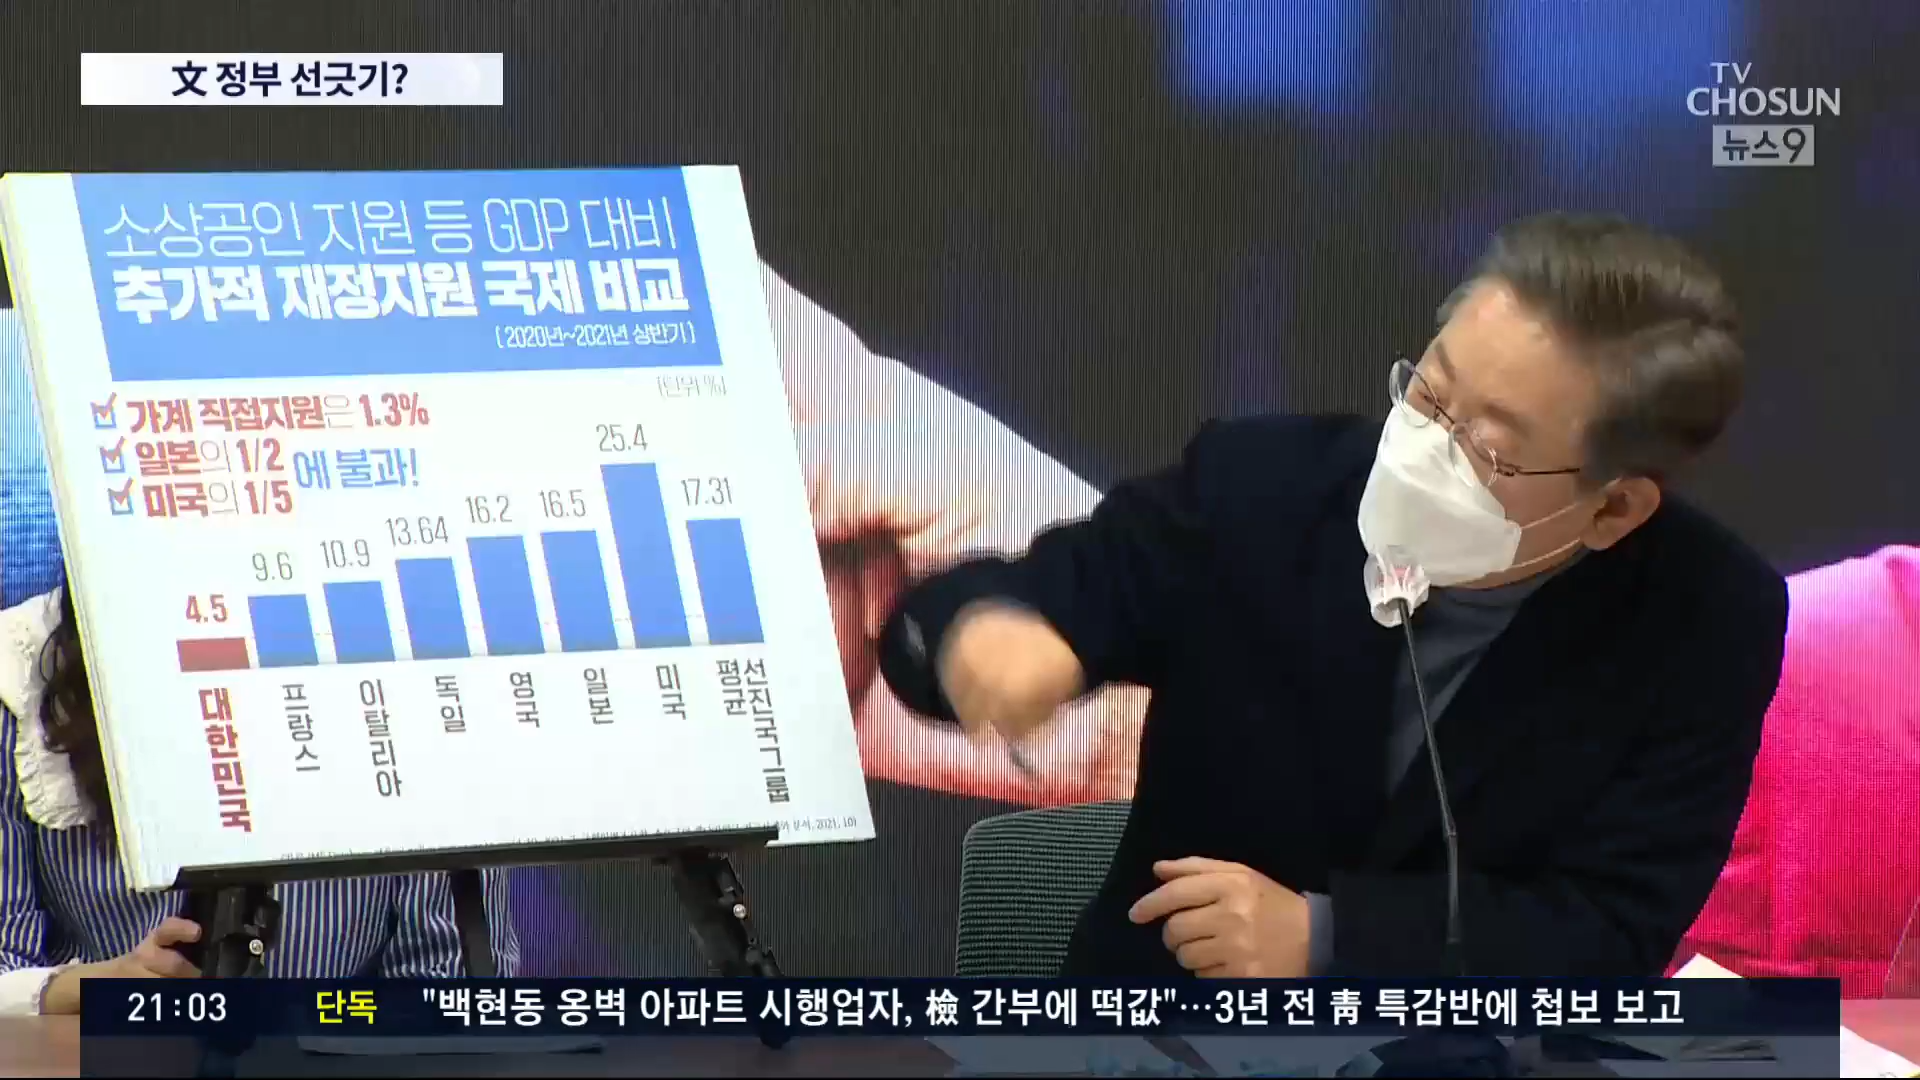 文 정부 선긋기?
TV
CHOSUN
뉴스9
소상공인 지원 등 GDP 대비
추가적 재정지원 국제 비교
(2020년~2021년 상반기)
[단위 %]
가계 직접지원은 1.3%
일본의 1/2
미국의 1/5
에 불과!
4.5
9.6
10.9
13.64
16.2
16.5
25.4
17.31
대한민국
프랑스
이탈리아
독일
영국
일본
미국
선진국그룹
평균
분석, 2021, 10)
21:03
단독
"백현동 옹벽 아파트 시행업자, 檢 간부에 떡값"…3년 전 靑 특감반에 첩보 보고